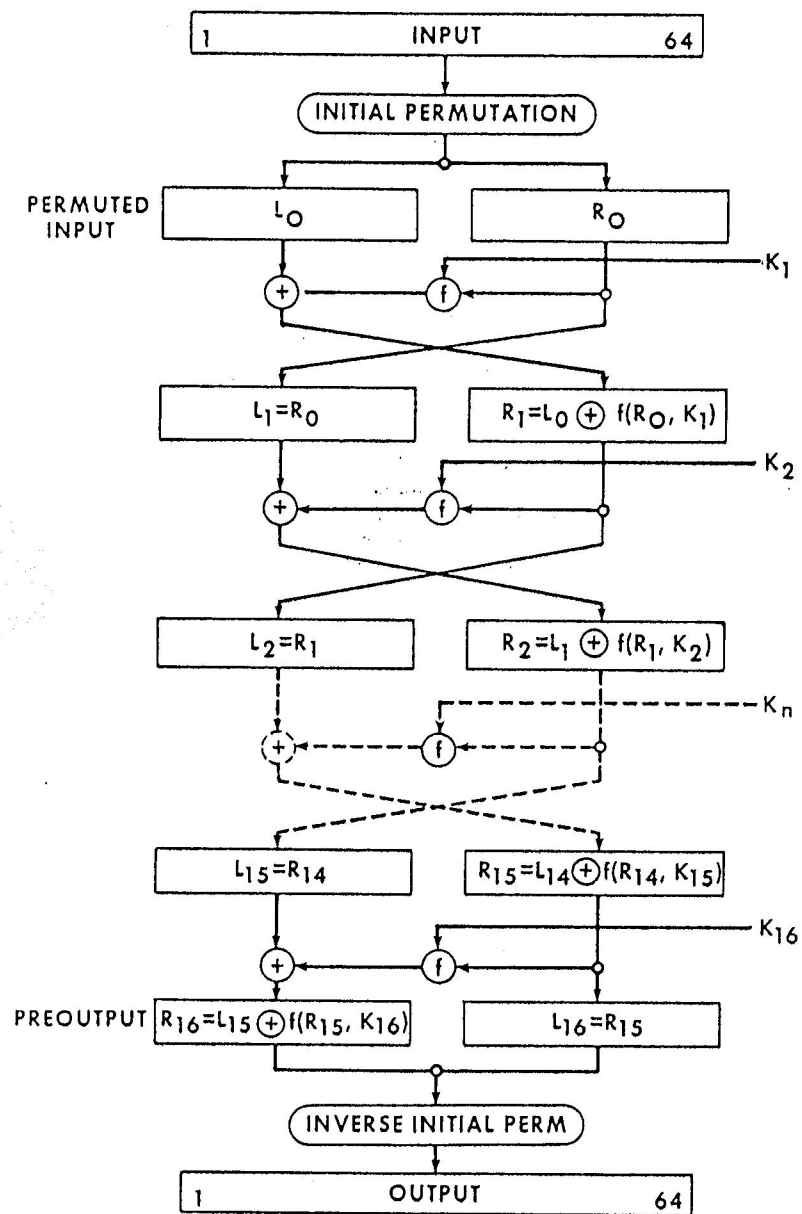 1 INPUT 64
INITIAL PERMUTATION
PERMUTED
INPUT
L₀ R₀
K₁
+ f
L₁=R₀ R₁=L₀ ⊕ f(R₀, K₁)
K₂
+ f
L₂=R₁ R₂=L₁ ⊕ f(R₁, K₂)
Kₙ
+ f
L₁₅=R₁₄ R₁₅=L₁₄ ⊕ f(R₁₄, K₁₅)
K₁₆
+ f
PREOUTPUT R₁₆=L₁₅ ⊕ f(R₁₅, K₁₆) L₁₆=R₁₅
INVERSE INITIAL PERM
1 OUTPUT 64